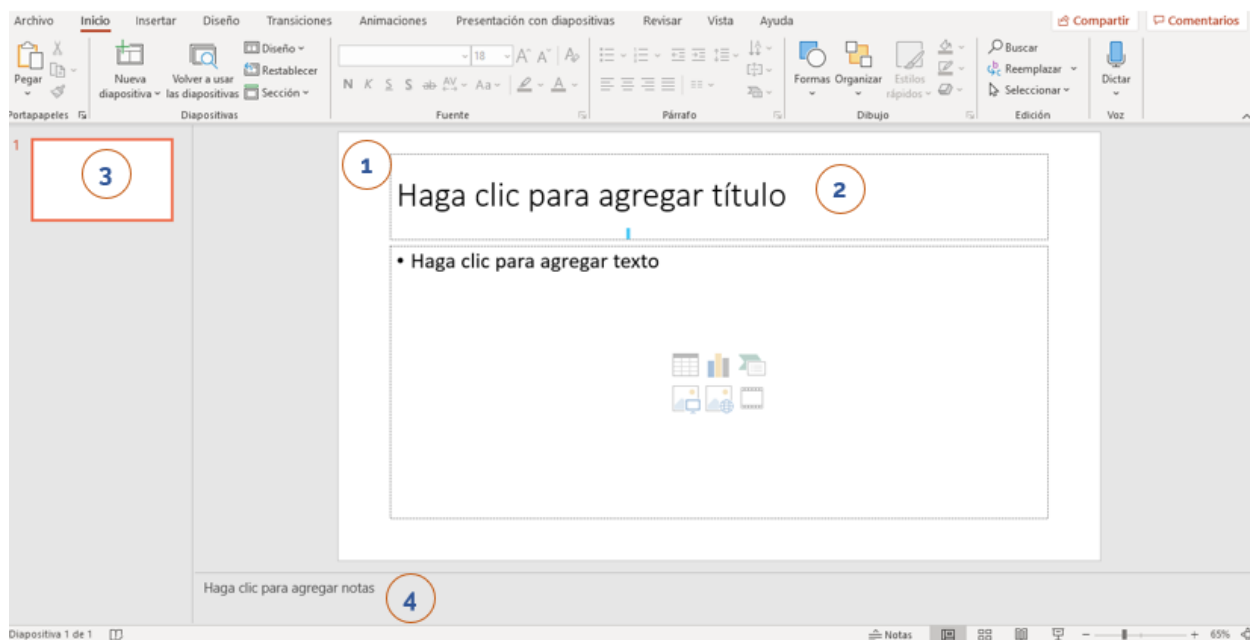 Archivo Inicio Insertar Diseño Transiciones Animaciones Presentación con diapositivas Revisar Vista Ayuda Compartir Comentarios
Pegar
Nueva diapositiva
Volver a usar las diapositivas
Diseño
Restablecer
Sección
18
A A A
N K S S ab AV Aa A
Formas Organizar Estilos rápidos
Buscar
Reemplazar
Seleccionar
Dictar
Portapapeles Diapositivas Fuente Párrafo Dibujo Edición Voz
1
3
1
Haga clic para agregar título
2
• Haga clic para agregar texto
Haga clic para agregar notas
4
Diapositiva 1 de 1
Notas
65%